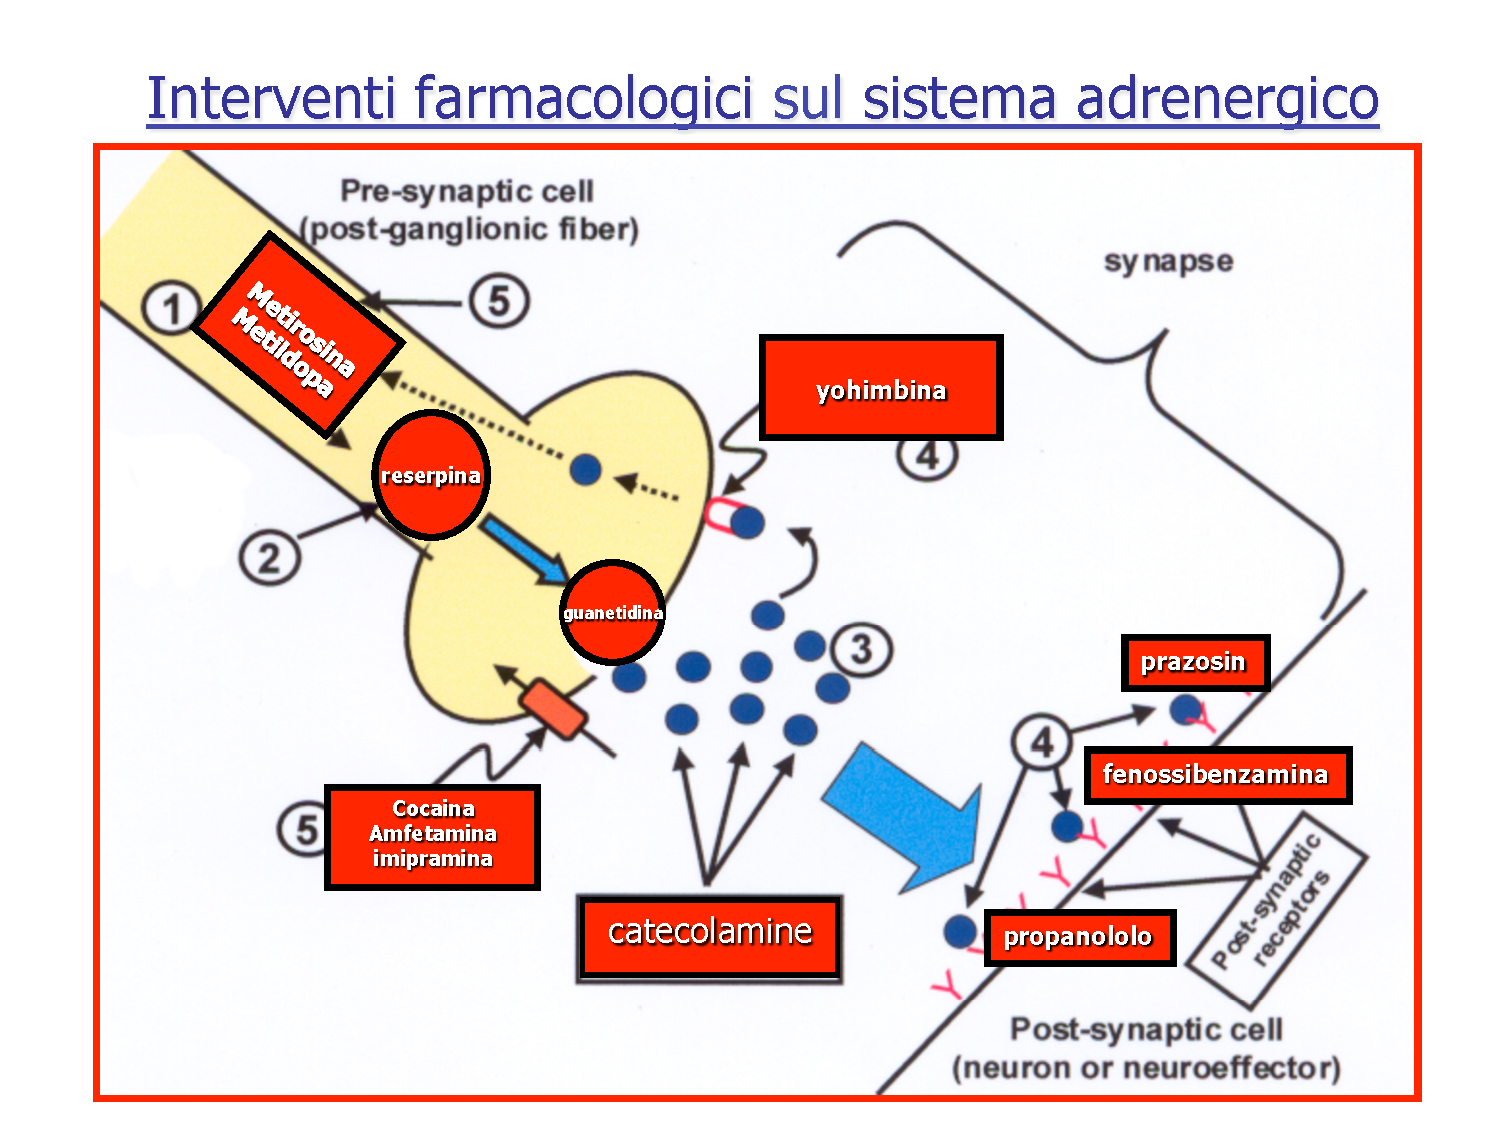 Interventi farmacologici sul sistema adrenergico
Pre-synaptic cell
(post-ganglionic fiber)
synapse
1
Metirosina
Metildopa
5
yohimbina
4
reserpina
2
guanetidina
3
prazosin
4
fenossibenzamina
5
Cocaina
Amfetamina
imipramina
catecolamine
propanololo
Post-synaptic
receptors
Post-synaptic cell
(neuron or neuroeffector)